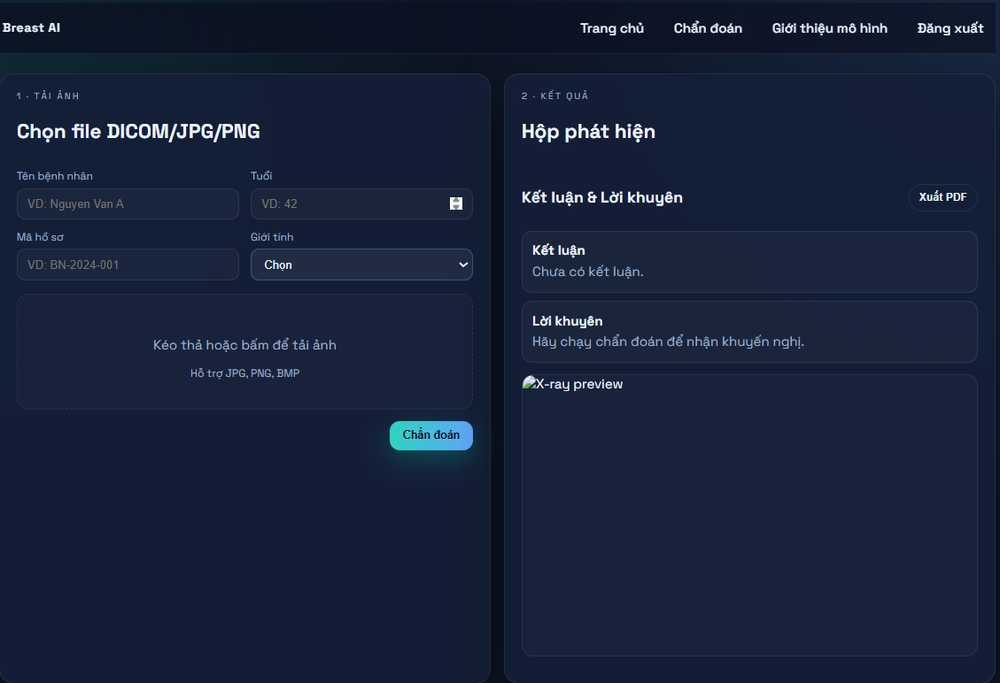 Breast AI
Trang chủ
Chẩn đoán
Giới thiệu mô hình
Đăng xuất
1 · TẢI ẢNH
Chọn file DICOM/JPG/PNG
Tên bệnh nhân
Tuổi
VD: Nguyen Van A
VD: 42
Mã hồ sơ
Giới tính
VD: BN-2024-001
Chọn
Kéo thả hoặc bấm để tải ảnh
Hỗ trợ JPG, PNG, BMP
Chẩn đoán
2 · KẾT QUẢ
Hộp phát hiện
Kết luận & Lời khuyên
Xuất PDF
Kết luận
Chưa có kết luận.
Lời khuyên
Hãy chạy chẩn đoán để nhận khuyến nghị.
X-ray preview